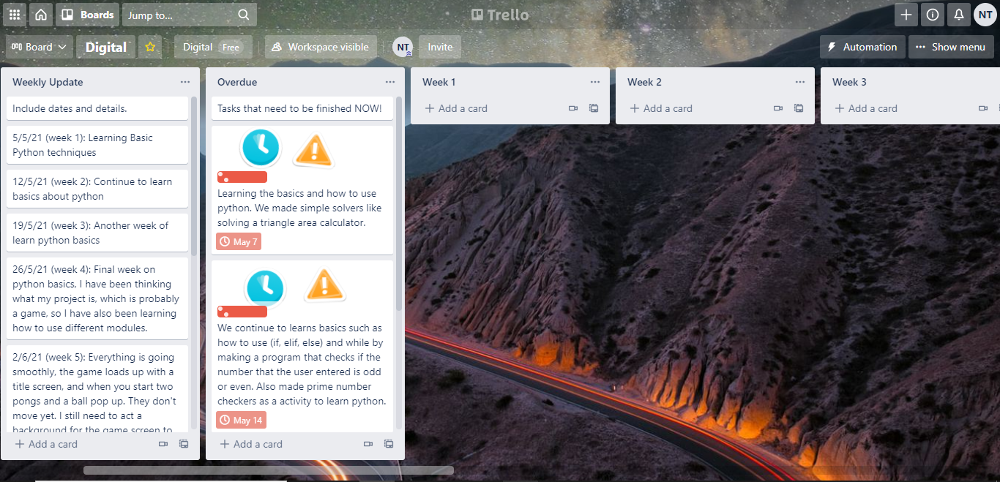 Boards
Jump to...
Trello
NT
Board
Digital
Digital Free
Workspace visible
NT
Invite
Automation
Show menu
Weekly Update
Include dates and details.
5/5/21 (week 1): Learning Basic
Python techniques
12/5/21 (week 2): Continue to learn
basics about python
19/5/21 (week 3): Another week of
learn python basics
26/5/21 (week 4): Final week on
python basics, I have been thinking
what my project is, which is probably
a game, so I have also been learning
how to use different modules.
2/6/21 (week 5): Everything is going
smoothly, the game loads up with a
title screen, and when you start two
pongs and a ball pop up. They don't
move yet. I still need to act a
background for the game screen to
Add a card
Overdue
Tasks that need to be finished NOW!
Learning the basics and how to use
python. We made simple solvers like
solving a triangle area calculator.
May 7
We continue to learns basics such as
how to use (if, elif, else) and while by
making a program that checks if the
number that the user entered is odd
or even. Also made prime number
checkers as a activity to learn python.
May 14
Add a card
Week 1
Add a card
Week 2
Add a card
Week 3
Add a card